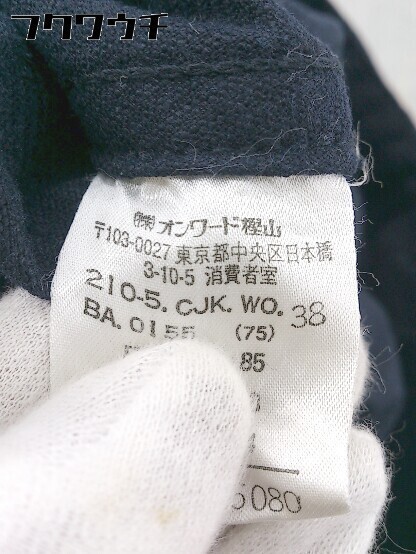 フクワウチ
㈱オンワード樫山
〒103-0027 東京都中央区日本橋
3-10-5 消費者室
210-5. CJK. WO. 38
BA. 0155 (75)
85
5080